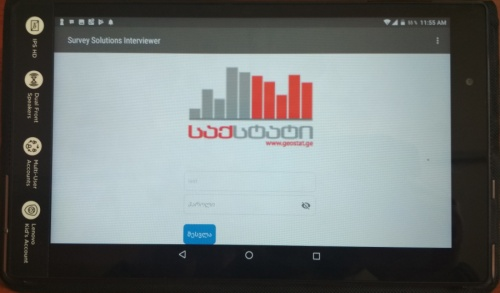 11:55 AM
Survey Solutions Interviewer
საქსტატი
www.geostat.ge
პაროლი
შესვლა
IPS HD
Dual Front
Speakers
Multi-User
Accounts
Lenovo
Kid's Account